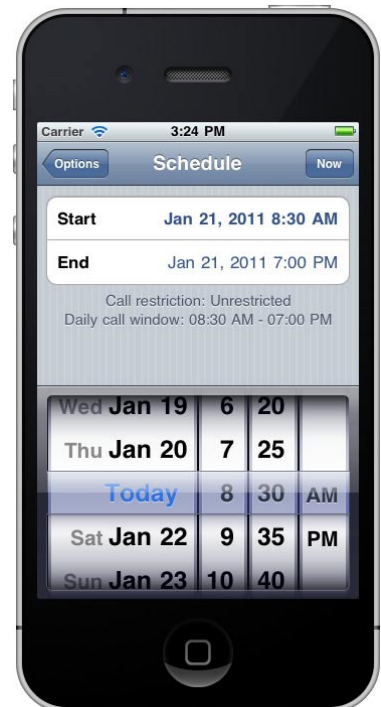 Carrier 3:24 PM
Options Schedule Now
Start Jan 21, 2011 8:30 AM
End Jan 21, 2011 7:00 PM
Call restriction: Unrestricted
Daily call window: 08:30 AM - 07:00 PM
Wed Jan 19 6 20
Thu Jan 20 7 25
Today 8 30 AM
Sat Jan 22 9 35 PM
Sun Jan 23 10 40